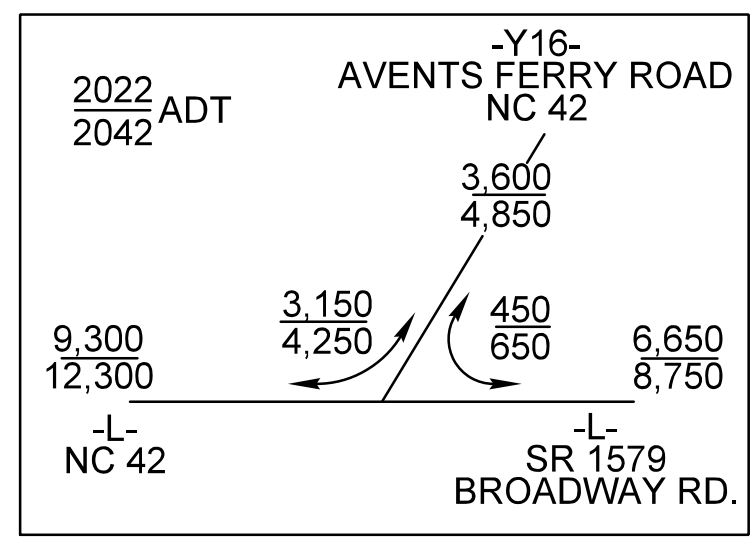 -Y16-
AVENTS FERRY ROAD
NC 42
2022
2042
ADT
3,600
4,850
3,150
4,250
450
650
9,300
12,300
6,650
8,750
-L-
NC 42
-L-
SR 1579
BROADWAY RD.